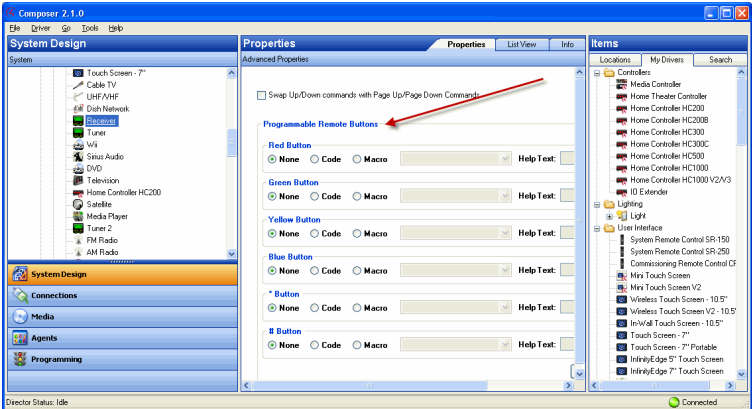 Composer 2.1.0
File Driver Go Tools Help
System Design
System
Touch Screen - 7"
Cable TV
UHF/VHF
Dish Network
Receiver
Tuner
Wii
Sirius Audio
DVD
Television
Home Controller HC200
Satellite
Media Player
Tuner 2
FM Radio
AM Radio
System Design
Connections
Media
Agents
Programming
Properties
Properties List View Info
Advanced Properties
Swap Up/Down commands with Page Up/Page Down Commands
Programmable Remote Buttons
Red Button
None Code Macro Help Text:
Green Button
None Code Macro Help Text:
Yellow Button
None Code Macro Help Text:
Blue Button
None Code Macro Help Text:
* Button
None Code Macro Help Text:
# Button
None Code Macro Help Text:
Items
Locations My Drivers Search
Controllers
Media Controller
Home Theater Controller
Home Controller HC200
Home Controller HC200B
Home Controller HC300
Home Controller HC300C
Home Controller HC500
Home Controller HC1000
Home Controller HC1000 V2/V3
IO Extender
Lighting
Light
User Interface
System Remote Control SR-150
System Remote Control SR-250
Commissioning Remote Control CF
Mini Touch Screen
Mini Touch Screen V2
Wireless Touch Screen - 10.5"
Wireless Touch Screen V2 - 10.5"
In-Wall Touch Screen - 10.5"
Touch Screen - 7"
Touch Screen - 7" Portable
InfinityEdge 5" Touch Screen
InfinityEdge 7" Touch Screen
Director Status: Idle
Connected